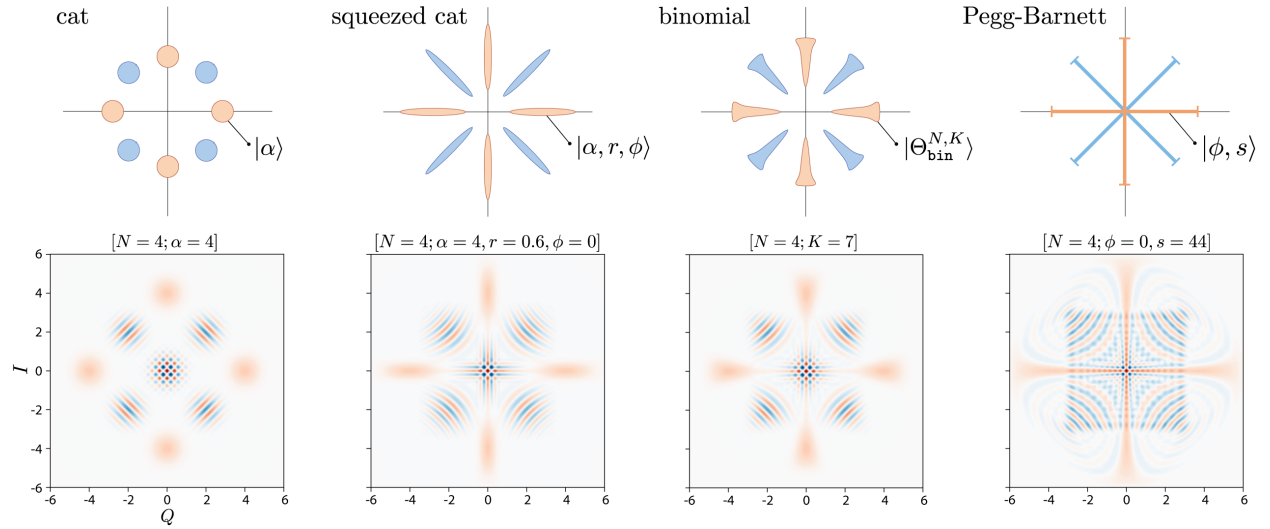 cat
squeezed cat
binomial
Pegg-Barnett
|α⟩
|α, r, ϕ⟩
|Θ_bin^{N,K}⟩
|ϕ, s⟩
[N = 4; α = 4]
[N = 4; α = 4, r = 0.6, ϕ = 0]
[N = 4; K = 7]
[N = 4; ϕ = 0, s = 44]
6
4
2
0
-2
-4
-6
I
-6 -4 -2 0 2 4 6
-6 -4 -2 0 2 4 6
-6 -4 -2 0 2 4 6
-6 -4 -2 0 2 4 6
Q